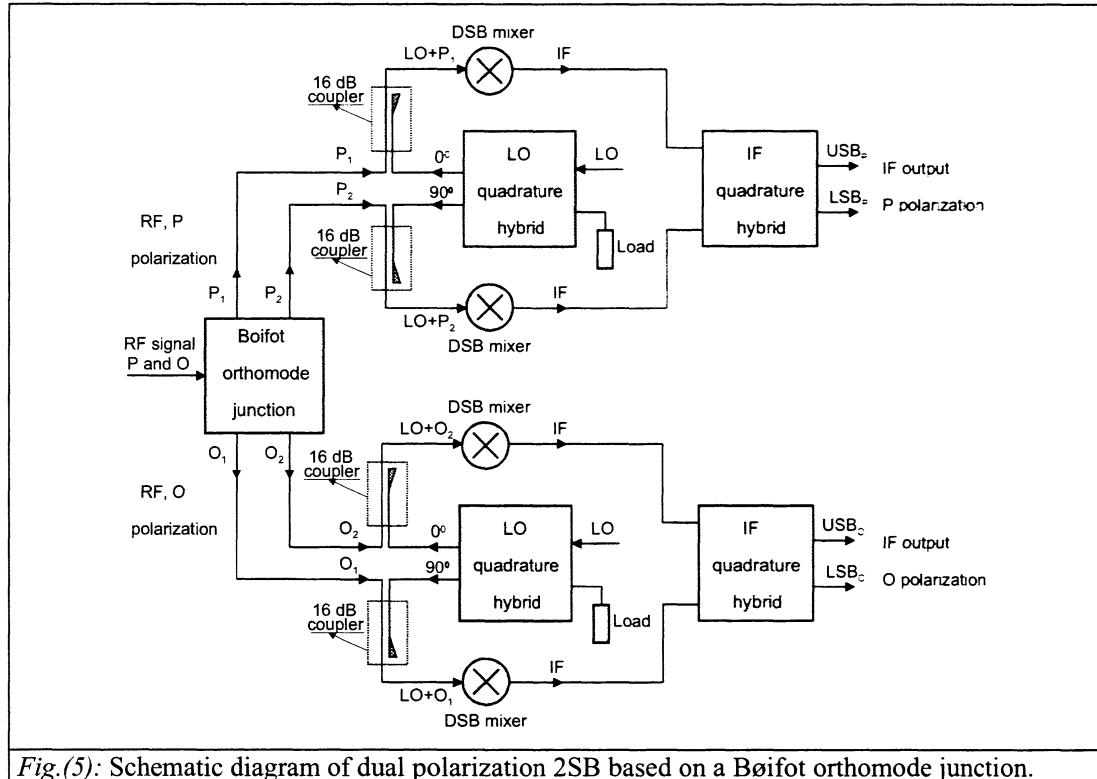 DSB mixer
LO+P₁
IF
16 dB
coupler
P₁
0º
LO
quadrature
hybrid
LO
IF
quadrature
hybrid
USBₚ
IF output
LSBₚ
P polarization
P₂
90º
Load
16 dB
coupler
RF, P
polarization
LO+P₂
IF
DSB mixer
P₁
P₂
RF signal
P and O
Boifot
orthomode
junction
O₁
O₂
RF, O
polarization
DSB mixer
LO+O₂
IF
16 dB
coupler
O₂
0º
LO
quadrature
hybrid
LO
IF
quadrature
hybrid
USBₒ
IF output
LSBₒ
O polarization
O₁
90º
Load
16 dB
coupler
LO+O₁
IF
DSB mixer
Fig.(5): Schematic diagram of dual polarization 2SB based on a Bøifot orthomode junction.